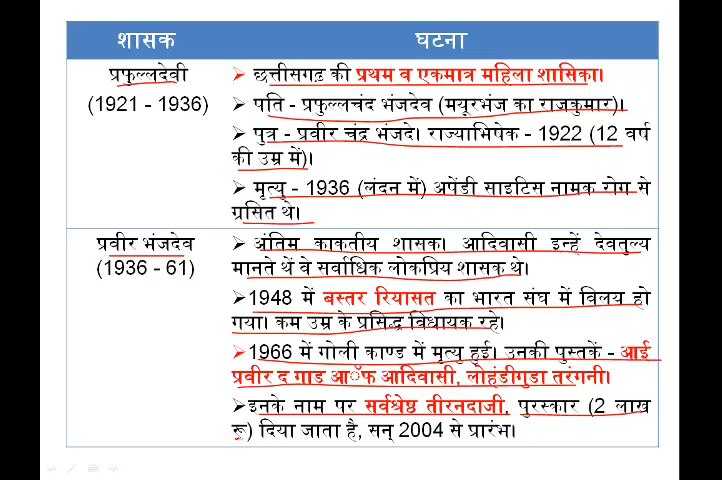 शासक घटना
प्रफुल्लदेवी
(1921 - 1936)
छत्तीसगढ़ की प्रथम व एकमात्र महिला शासिका।
पति - प्रफुल्लचंद भंजदेव (मयूरभंज का राजकुमार)।
पुत्र - प्रवीर चंद्र भंजदे। राज्याभिषेक - 1922 (12 वर्ष
की उम्र में)।
मृत्यु - 1936 (लंदन में) अपेंडी साइटिस नामक रोग से
ग्रसित थे।
प्रवीर भंजदेव
(1936 - 61)
अंतिम काकतीय शासक। आदिवासी इन्हें देवतुल्य
मानते थें वे सर्वाधिक लोकप्रिय शासक थे।
1948 में बस्तर रियासत का भारत संघ में विलय हो
गया। कम उम्र के प्रसिद्ध विधायक रहे।
1966 में गोली काण्ड में मृत्यु हुई। उनकी पुस्तकें - आई
प्रवीर द गाड आॅफ आदिवासी, लोहंडीगुडा तरंगनी।
इनके नाम पर सर्वश्रेष्ठ तीरनदाजी, पुरस्कार (2 लाख
रू) दिया जाता है, सन् 2004 से प्रारंभ।